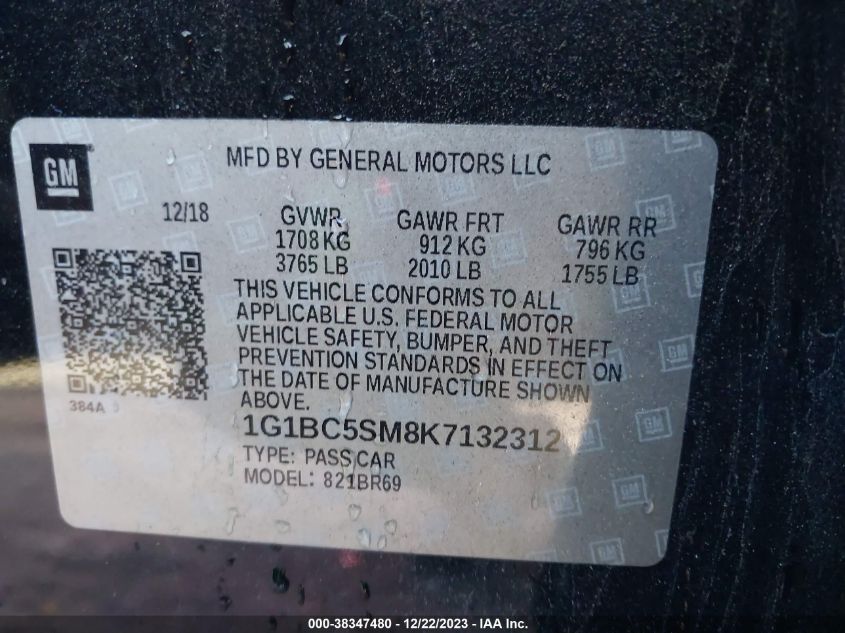 GM
MFD BY GENERAL MOTORS LLC
12/18
GVWR GAWR FRT GAWR RR
1708 KG 912 KG 796 KG
3765 LB 2010 LB 1755 LB
THIS VEHICLE CONFORMS TO ALL
APPLICABLE U.S. FEDERAL MOTOR
VEHICLE SAFETY, BUMPER, AND THEFT
PREVENTION STANDARDS IN EFFECT ON
THE DATE OF MANUFACTURE SHOWN
ABOVE.
384A
1G1BC5SM8K7132312
TYPE: PASS CAR
MODEL: 821BR69
000-38347480 - 12/22/2023 - IAA Inc.